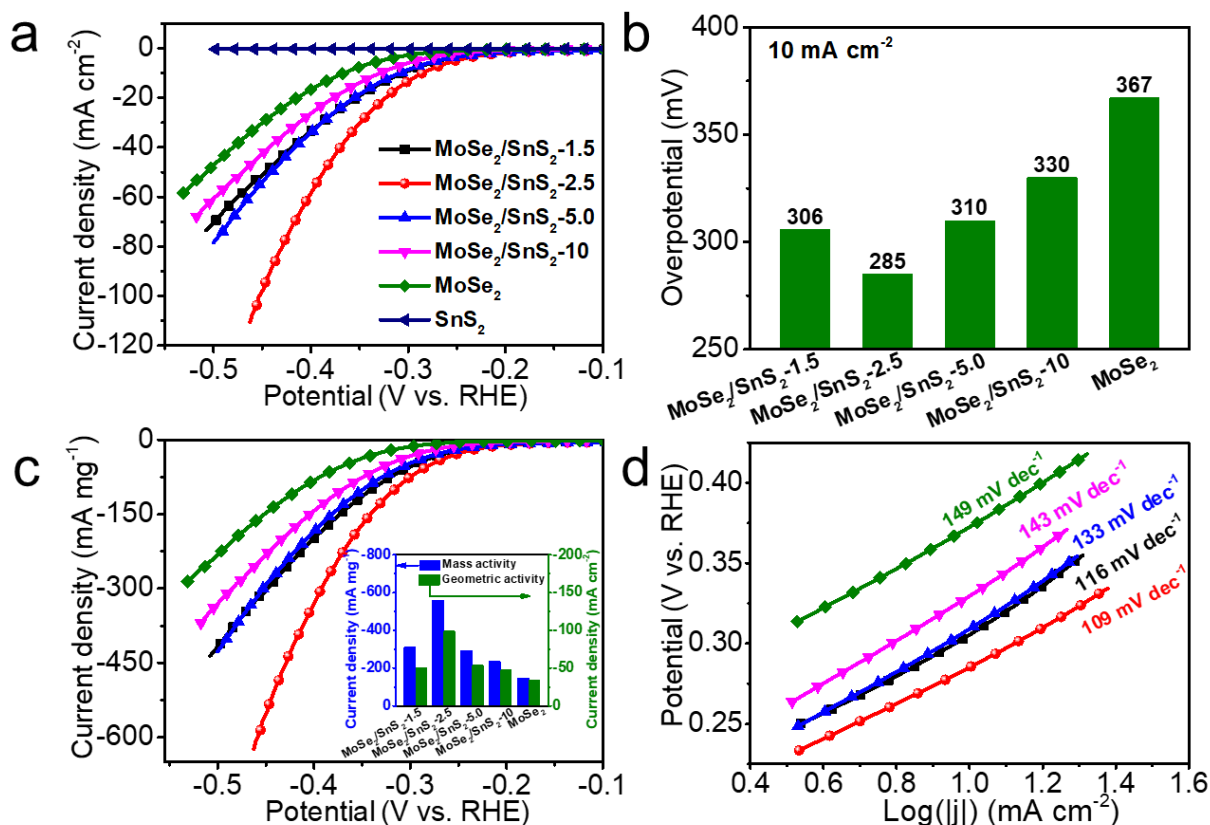 a
0
-20
-40
-60
-80
-100
-120
Current density (mA cm⁻²)
MoSe₂/SnS₂-1.5
MoSe₂/SnS₂-2.5
MoSe₂/SnS₂-5.0
MoSe₂/SnS₂-10
MoSe₂
SnS₂
-0.5 -0.4 -0.3 -0.2 -0.1
Potential (V vs. RHE)
b
10 mA cm⁻²
400
350
300
250
Overpotential (mV)
306
285
310
330
367
MoSe₂/SnS₂-1.5
MoSe₂/SnS₂-2.5
MoSe₂/SnS₂-5.0
MoSe₂/SnS₂-10
MoSe₂
c
0
-150
-300
-450
-600
Current density (mA mg⁻¹)
-0.5 -0.4 -0.3 -0.2 -0.1
Potential (V vs. RHE)
-800
-600
-400
-200
0
Current density (mA mg⁻¹)
Mass activity
Geometric activity
-200
150
100
50
0
Current density (mA cm⁻²)
MoSe₂/SnS₂-1.5
MoSe₂/SnS₂-2.5
MoSe₂/SnS₂-5.0
MoSe₂/SnS₂-10
MoSe₂
d
0.40
0.35
0.30
0.25
Potential (V vs. RHE)
149 mV dec⁻¹
143 mV dec⁻¹
133 mV dec⁻¹
116 mV dec⁻¹
109 mV dec⁻¹
0.4 0.6 0.8 1.0 1.2 1.4 1.6
Log(|j|) (mA cm⁻²)